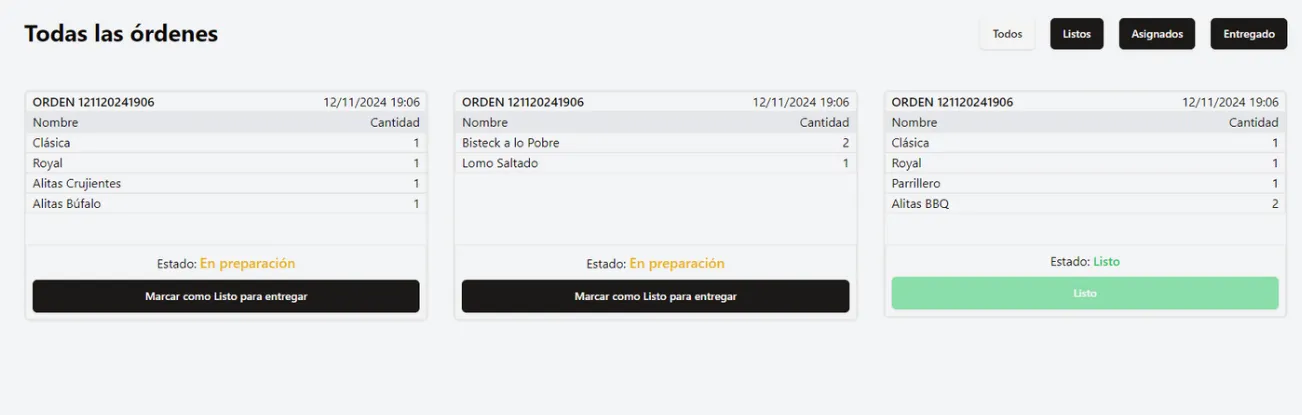 Todas las órdenes
Todos Listos Asignados Entregado
ORDEN 121120241906 12/11/2024 19:06
Nombre Cantidad
Clásica 1
Royal 1
Alitas Crujientes 1
Alitas Búfalo 1
Estado: En preparación
Marcar como Listo para entregar
ORDEN 121120241906 12/11/2024 19:06
Nombre Cantidad
Bisteck a lo Pobre 2
Lomo Saltado 1
Estado: En preparación
Marcar como Listo para entregar
ORDEN 121120241906 12/11/2024 19:06
Nombre Cantidad
Clásica 1
Royal 1
Parrillero 1
Alitas BBQ 2
Estado: Listo
Listo